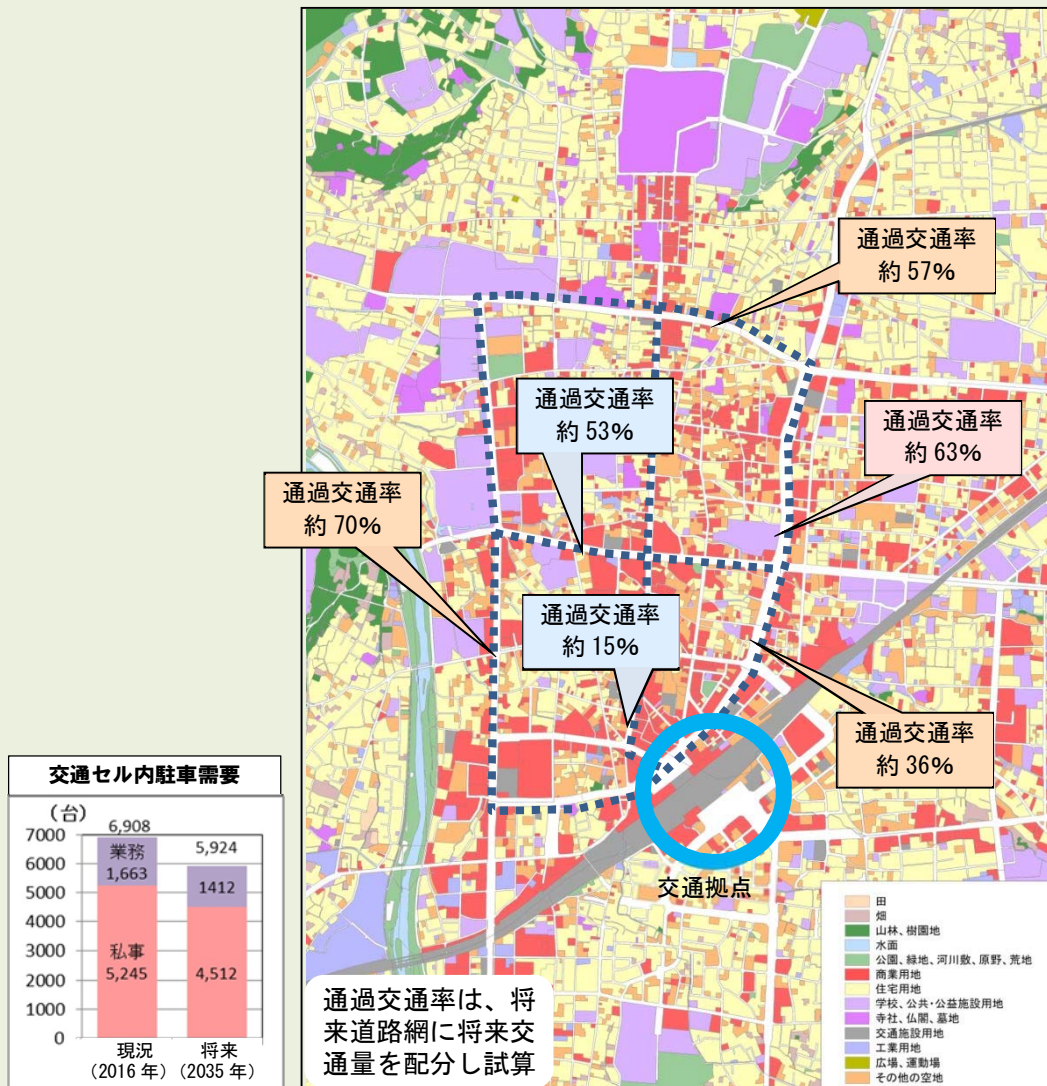 通過交通率
約 57%
通過交通率
約 53%
通過交通率
約 63%
通過交通率
約 70%
通過交通率
約 15%
通過交通率
約 36%
交通拠点
交通セル内駐車需要
(台)
7000
6000
5000
4000
3000
2000
1000
0
6,908
業務
1,663
私事
5,245
5,924
1412
4,512
現況 将来
(2016 年) (2035 年)
通過交通率は、将
来道路網に将来交
通量を配分し試算
田
畑
山林、樹園地
水面
公園、緑地、河川敷、原野、荒地
商業用地
住宅用地
学校、公共・公益施設用地
寺社、仏閣、墓地
交通施設用地
工業用地
広場、運動場
その他の空地